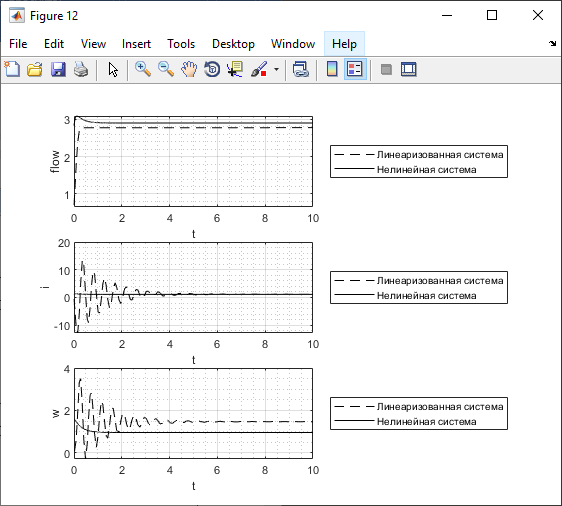 Figure 12
File Edit View Insert Tools Desktop Window Help
3
2
1
flow
0 2 4 6 8 10
t
Линеаризованная система
Нелинейная система
20
10
0
-10
i
0 2 4 6 8 10
t
Линеаризованная система
Нелинейная система
4
2
0
w
0 2 4 6 8 10
t
Линеаризованная система
Нелинейная система